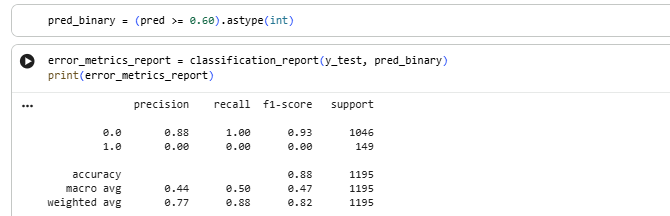 pred_binary = (pred >= 0.60).astype(int)
error_metrics_report = classification_report(y_test, pred_binary)
print(error_metrics_report)
... precision recall f1-score support
0.0 0.88 1.00 0.93 1046
1.0 0.00 0.00 0.00 149
accuracy 0.88 1195
macro avg 0.44 0.50 0.47 1195
weighted avg 0.77 0.88 0.82 1195